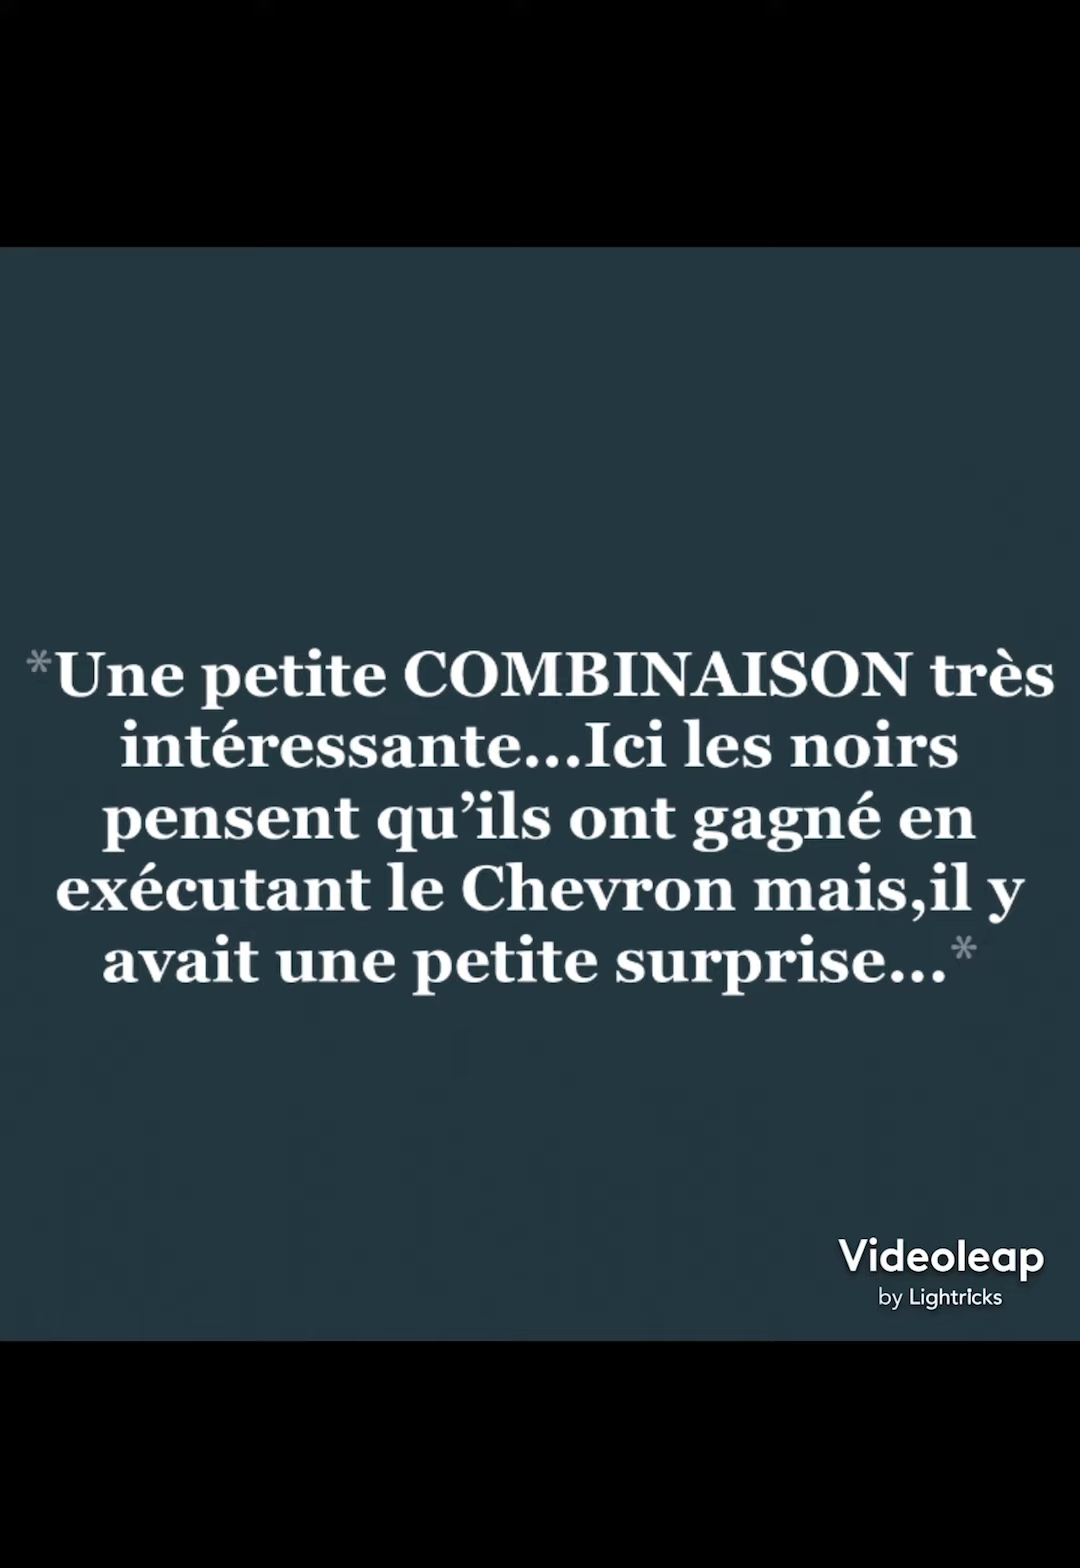 *Une petite COMBINAISON très
intéressante...Ici les noirs
pensent qu’ils ont gagné en
exécutant le Chevron mais,il y
avait une petite surprise...*
Videoleap
by Lightricks